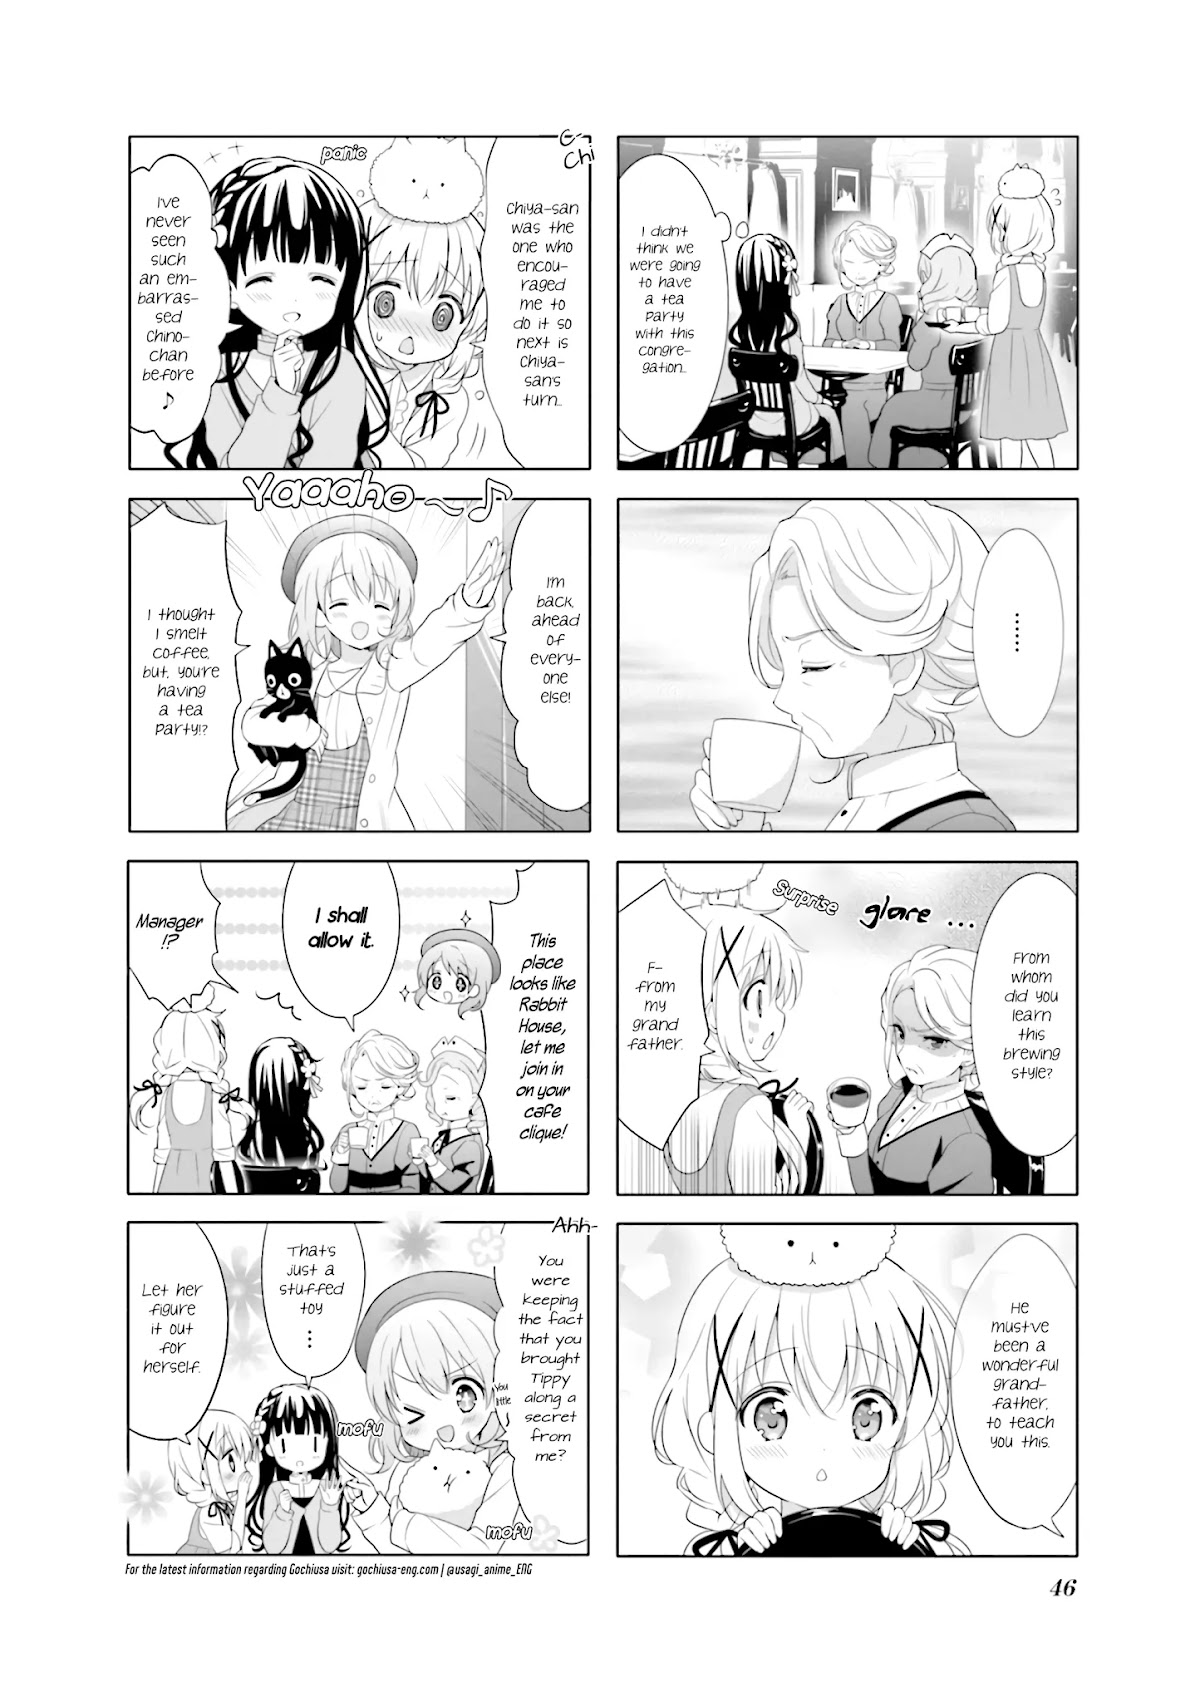 I didn't
think we
were going
to have
a tea
party
with this
congre-
gation...
......
From
whom
did you
learn
this
brewing
style?
glare ...
Surprise
F-
from
my
grand
father.
He
must've
been a
wonderful
grand-
father,
to teach
you this.
C-
Chi
Chiya-san
was the
one who
encou-
raged
me to
do it so
next is
Chiya-
san's
turn...
panic
I've
never
seen
such
an em-
barras-
sed
Chino-
chan
before
♪
Yaaaho~♪
I'm
back,
ahead
of
every-
one
else!
I thought
I smelt
coffee,
but, you're
having
a tea
party!?
This
place
looks like
Rabbit
House,
let me
join in
on your
cafe
clique!
I shall
allow it.
Manager
!?
Ahh-
You
were
keeping
the fact
that you
brought
Tippy
along a
secret
from
me?
You
little
mofu
mofu
That's
just a
stuffed
toy
...
Let her
figure
it out
for
herself.
For the latest information regarding Gochiusa visit: gochiusa-eng.com | @usagi_anime_ENG
46